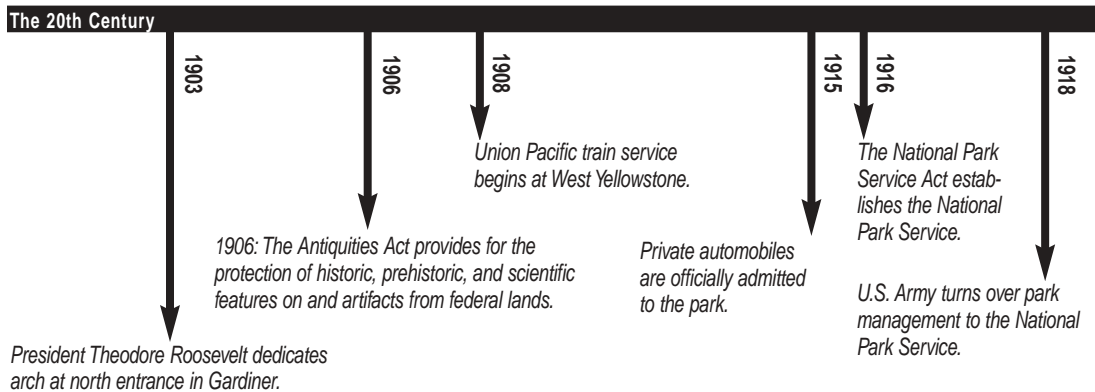 The 20th Century
1903
1906
1908
1915
1916
1918
Union Pacific train service
begins at West Yellowstone.
The National Park
Service Act estab-
lishes the National
Park Service.
1906: The Antiquities Act provides for the
protection of historic, prehistoric, and scientific
features on and artifacts from federal lands.
Private automobiles
are officially admitted
to the park.
U.S. Army turns over park
management to the National
Park Service.
President Theodore Roosevelt dedicates
arch at north entrance in Gardiner.